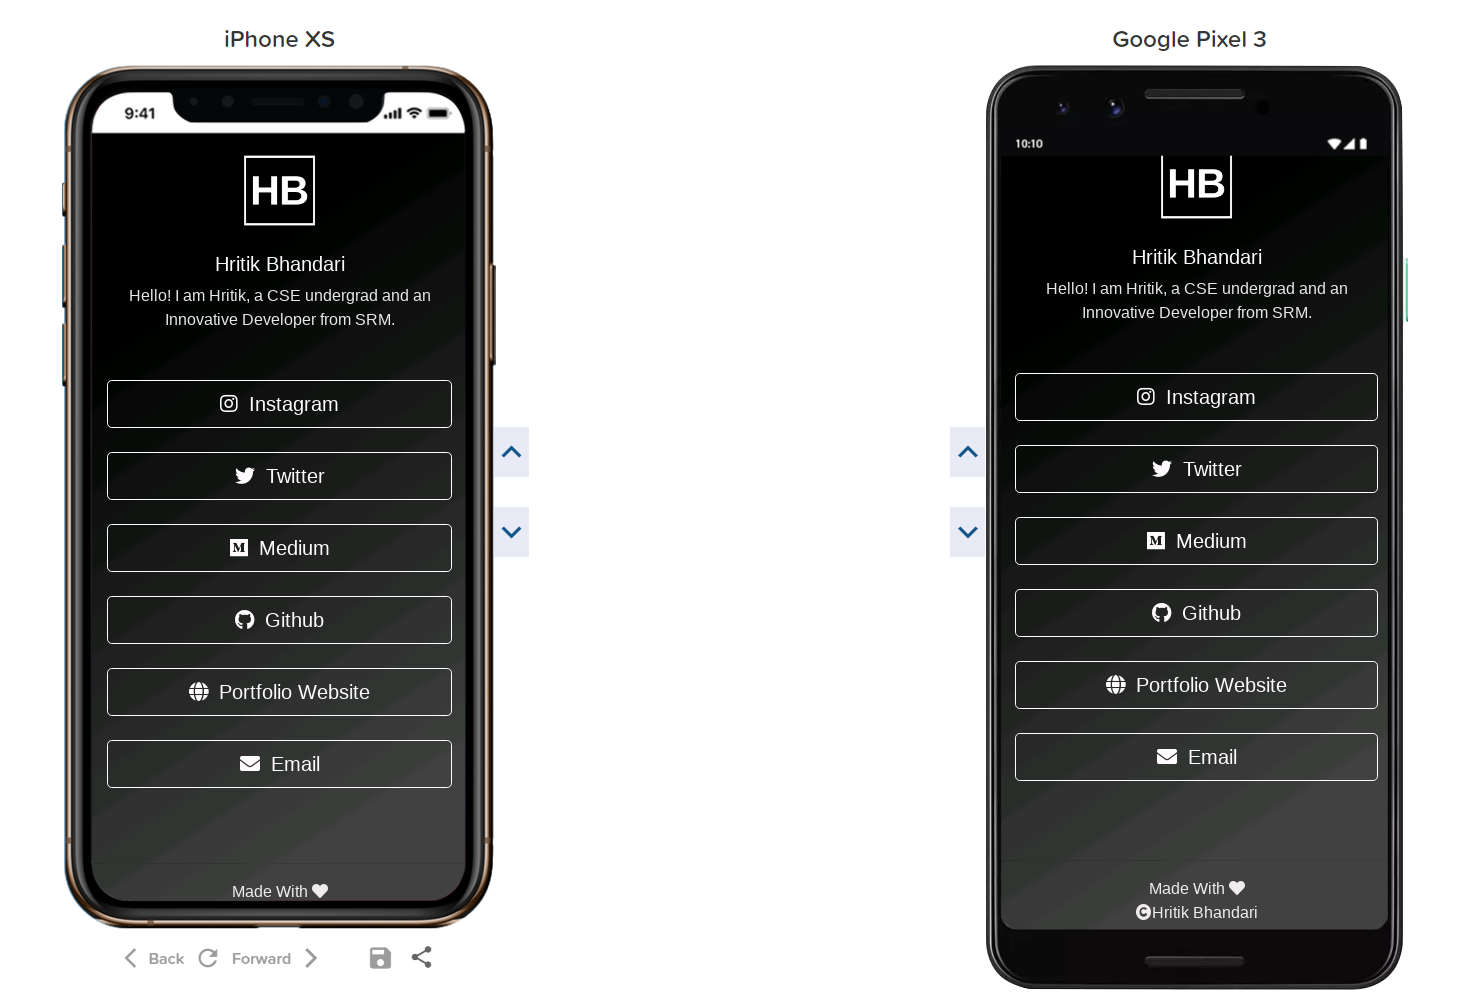 iPhone XS
9:41
HB
Hritik Bhandari
Hello! I am Hritik, a CSE undergrad and an
Innovative Developer from SRM.
Instagram
Twitter
M Medium
Github
Portfolio Website
Email
Made With
Back
Forward
Google Pixel 3
10:10
HB
Hritik Bhandari
Hello! I am Hritik, a CSE undergrad and an
Innovative Developer from SRM.
Instagram
Twitter
M Medium
Github
Portfolio Website
Email
Made With
©Hritik Bhandari